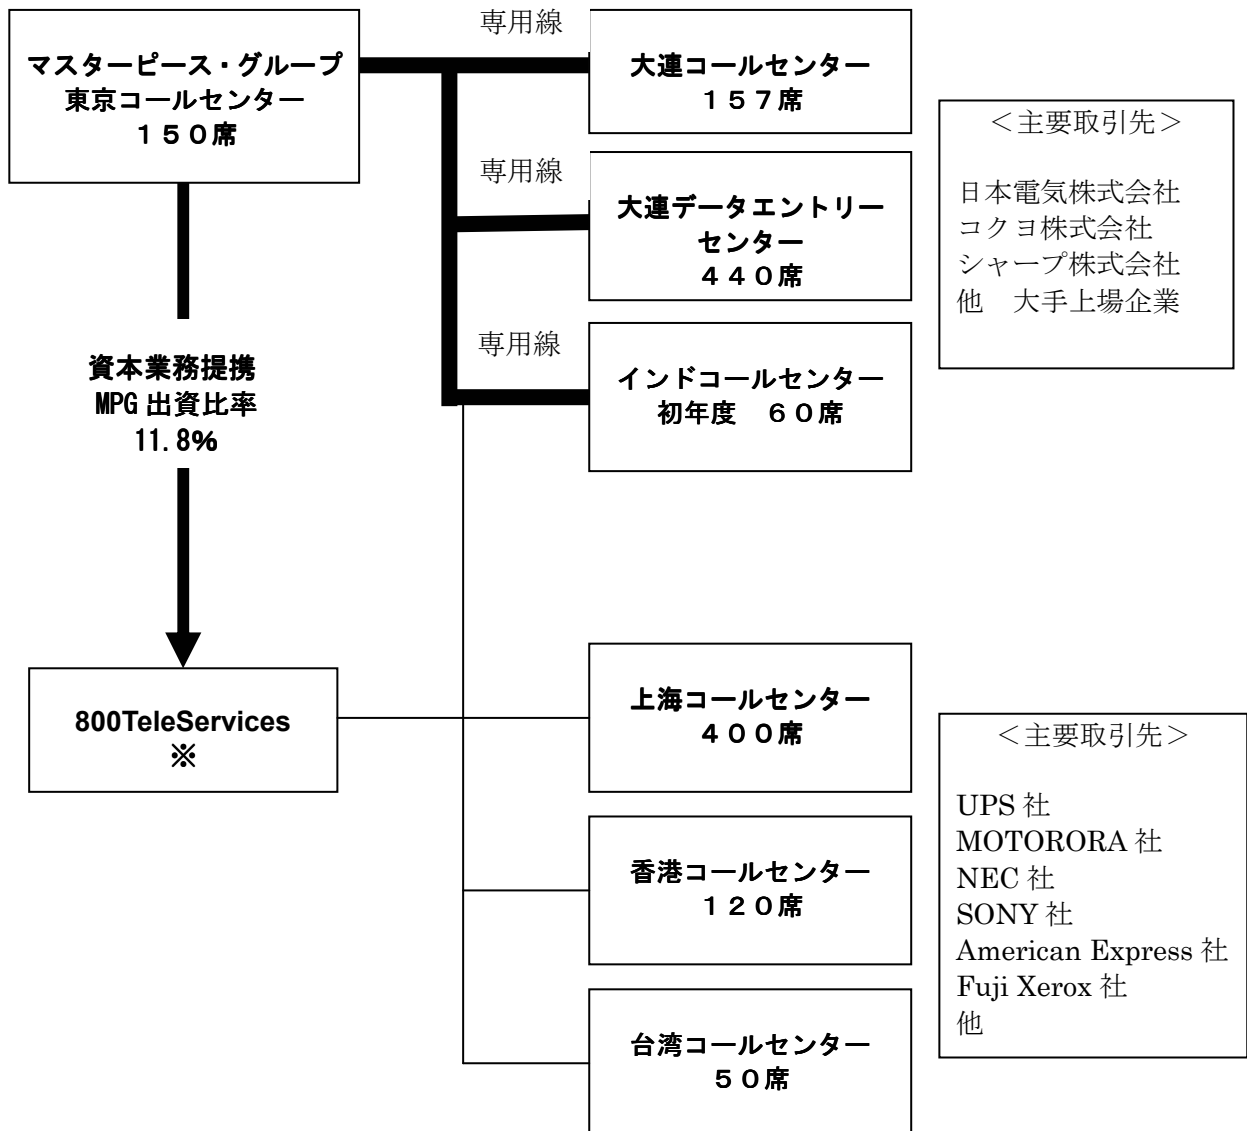 専用線
マスターピース・グループ
東京コールセンター
１５０席
大連コールセンター
１５７席
＜主要取引先＞
日本電気株式会社
コクヨ株式会社
シャープ株式会社
他　大手上場企業
専用線
大連データエントリー
センター
４４０席
専用線
インドコールセンター
初年度　６０席
資本業務提携
MPG 出資比率
11.8%
800TeleServices
※
上海コールセンター
４００席
＜主要取引先＞
UPS 社
MOTORORA 社
NEC 社
SONY 社
American Express 社
Fuji Xerox 社
他
香港コールセンター
１２０席
台湾コールセンター
５０席